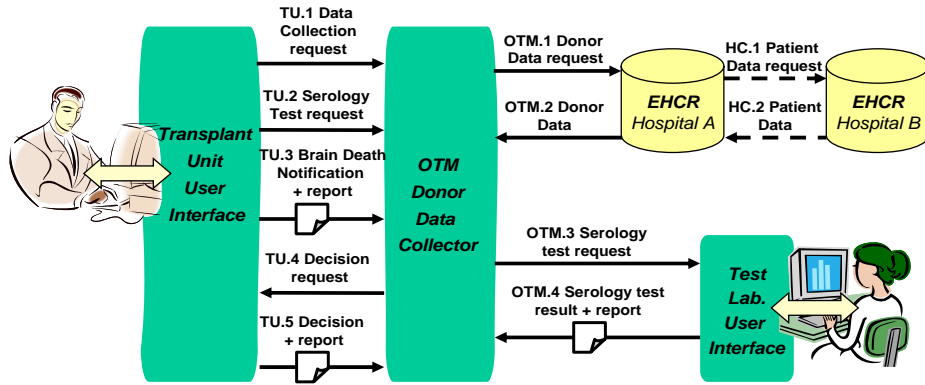 TU.1 Data
Collection
request
TU.2 Serology
Test request
TU.3 Brain Death
Notification
+ report
TU.4 Decision
request
TU.5 Decision
+ report
Transplant
Unit
User
Interface
OTM
Donor
Data
Collector
OTM.1 Donor
Data request
OTM.2 Donor
Data
EHCR
Hospital A
HC.1 Patient
Data request
HC.2 Patient
Data
EHCR
Hospital B
OTM.3 Serology
test request
OTM.4 Serology test
result + report
Test
Lab.
User
Interface